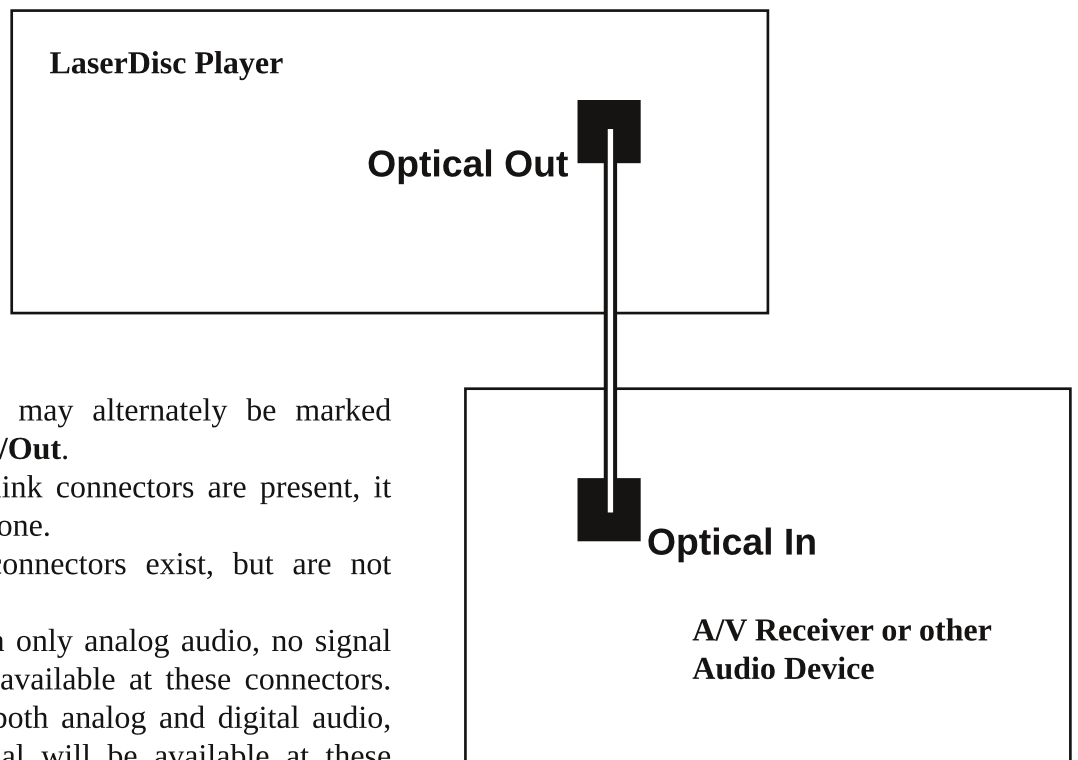 LaserDisc Player
Optical Out
may alternately be marked
/Out.
link connectors are present, it
one.
connectors exist, but are not
only analog audio, no signal
available at these connectors.
both analog and digital audio,
will be available at these
Optical In
A/V Receiver or other
Audio Device